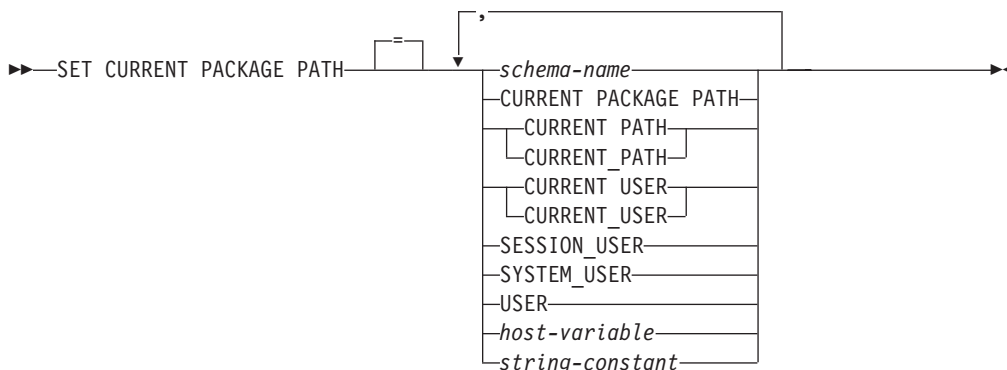 ,
=
SET CURRENT PACKAGE PATH schema-name
CURRENT PACKAGE PATH
CURRENT PATH
CURRENT_PATH
CURRENT USER
CURRENT_USER
SESSION_USER
SYSTEM_USER
USER
host-variable
string-constant